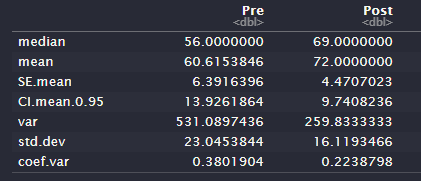 Pre Post
<dbl> <dbl>
median 56.0000000 69.0000000
mean 60.6153846 72.0000000
SE.mean 6.3916396 4.4707023
CI.mean.0.95 13.9261864 9.7408236
var 531.0897436 259.8333333
std.dev 23.0453844 16.1193466
coef.var 0.3801904 0.2238798